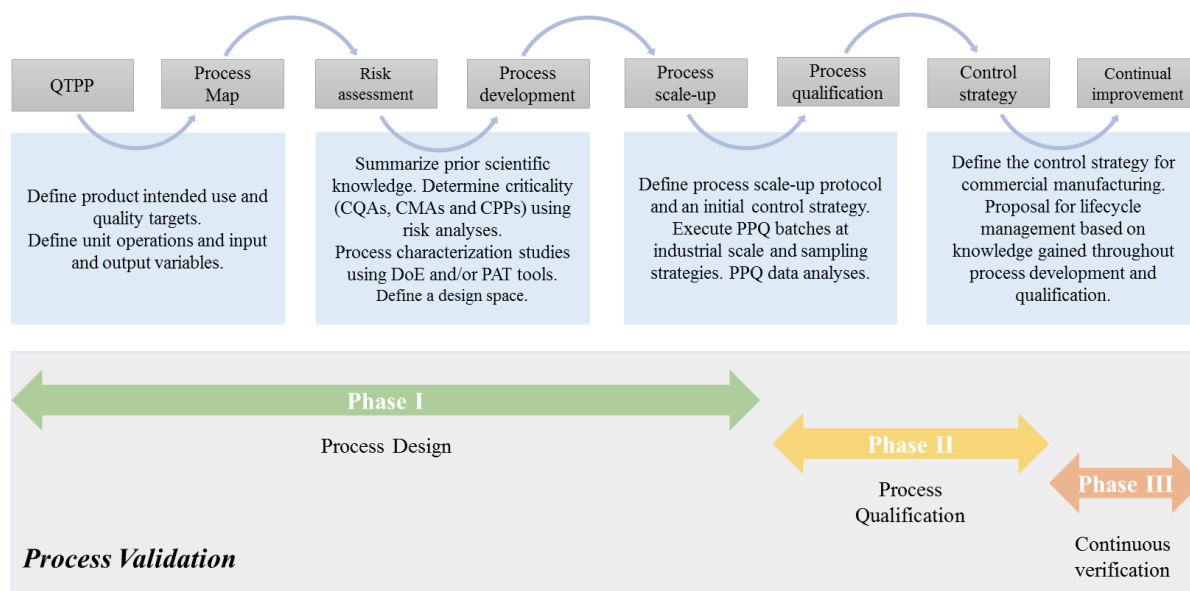 QTPP
Process
Map
Risk
assessment
Process
development
Process
scale-up
Process
qualification
Control
strategy
Continual
improvement
Define product intended use and
quality targets.
Define unit operations and input
and output variables.
Summarize prior scientific
knowledge. Determine criticality
(CQAs, CMAs and CPPs) using
risk analyses.
Process characterization studies
using DoE and/or PAT tools.
Define a design space.
Define process scale-up protocol
and an initial control strategy.
Execute PPQ batches at
industrial scale and sampling
strategies. PPQ data analyses.
Define the control strategy for
commercial manufacturing.
Proposal for lifecycle
management based on
knowledge gained throughout
process development and
qualification.
Phase I
Process Design
Phase II
Process
Qualification
Phase III
Continuous
verification
Process Validation